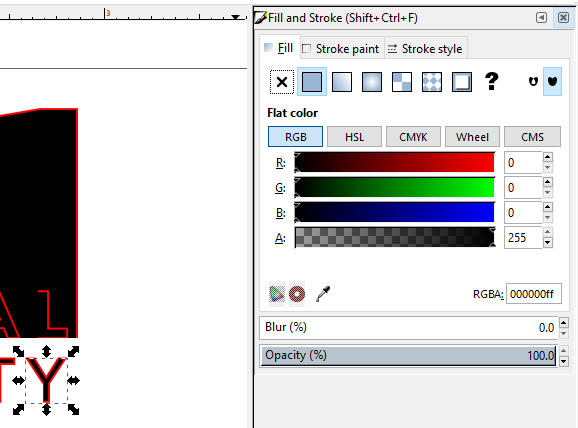 Fill and Stroke (Shift+Ctrl+F)
3
Fill Stroke paint Stroke style
?
Flat color
RGB HSL CMYK Wheel CMS
R: 0
G: 0
B: 0
A: 255
RGBA: 000000ff
AL
Blur (%) 0.0
Opacity (%) 100.0
TY